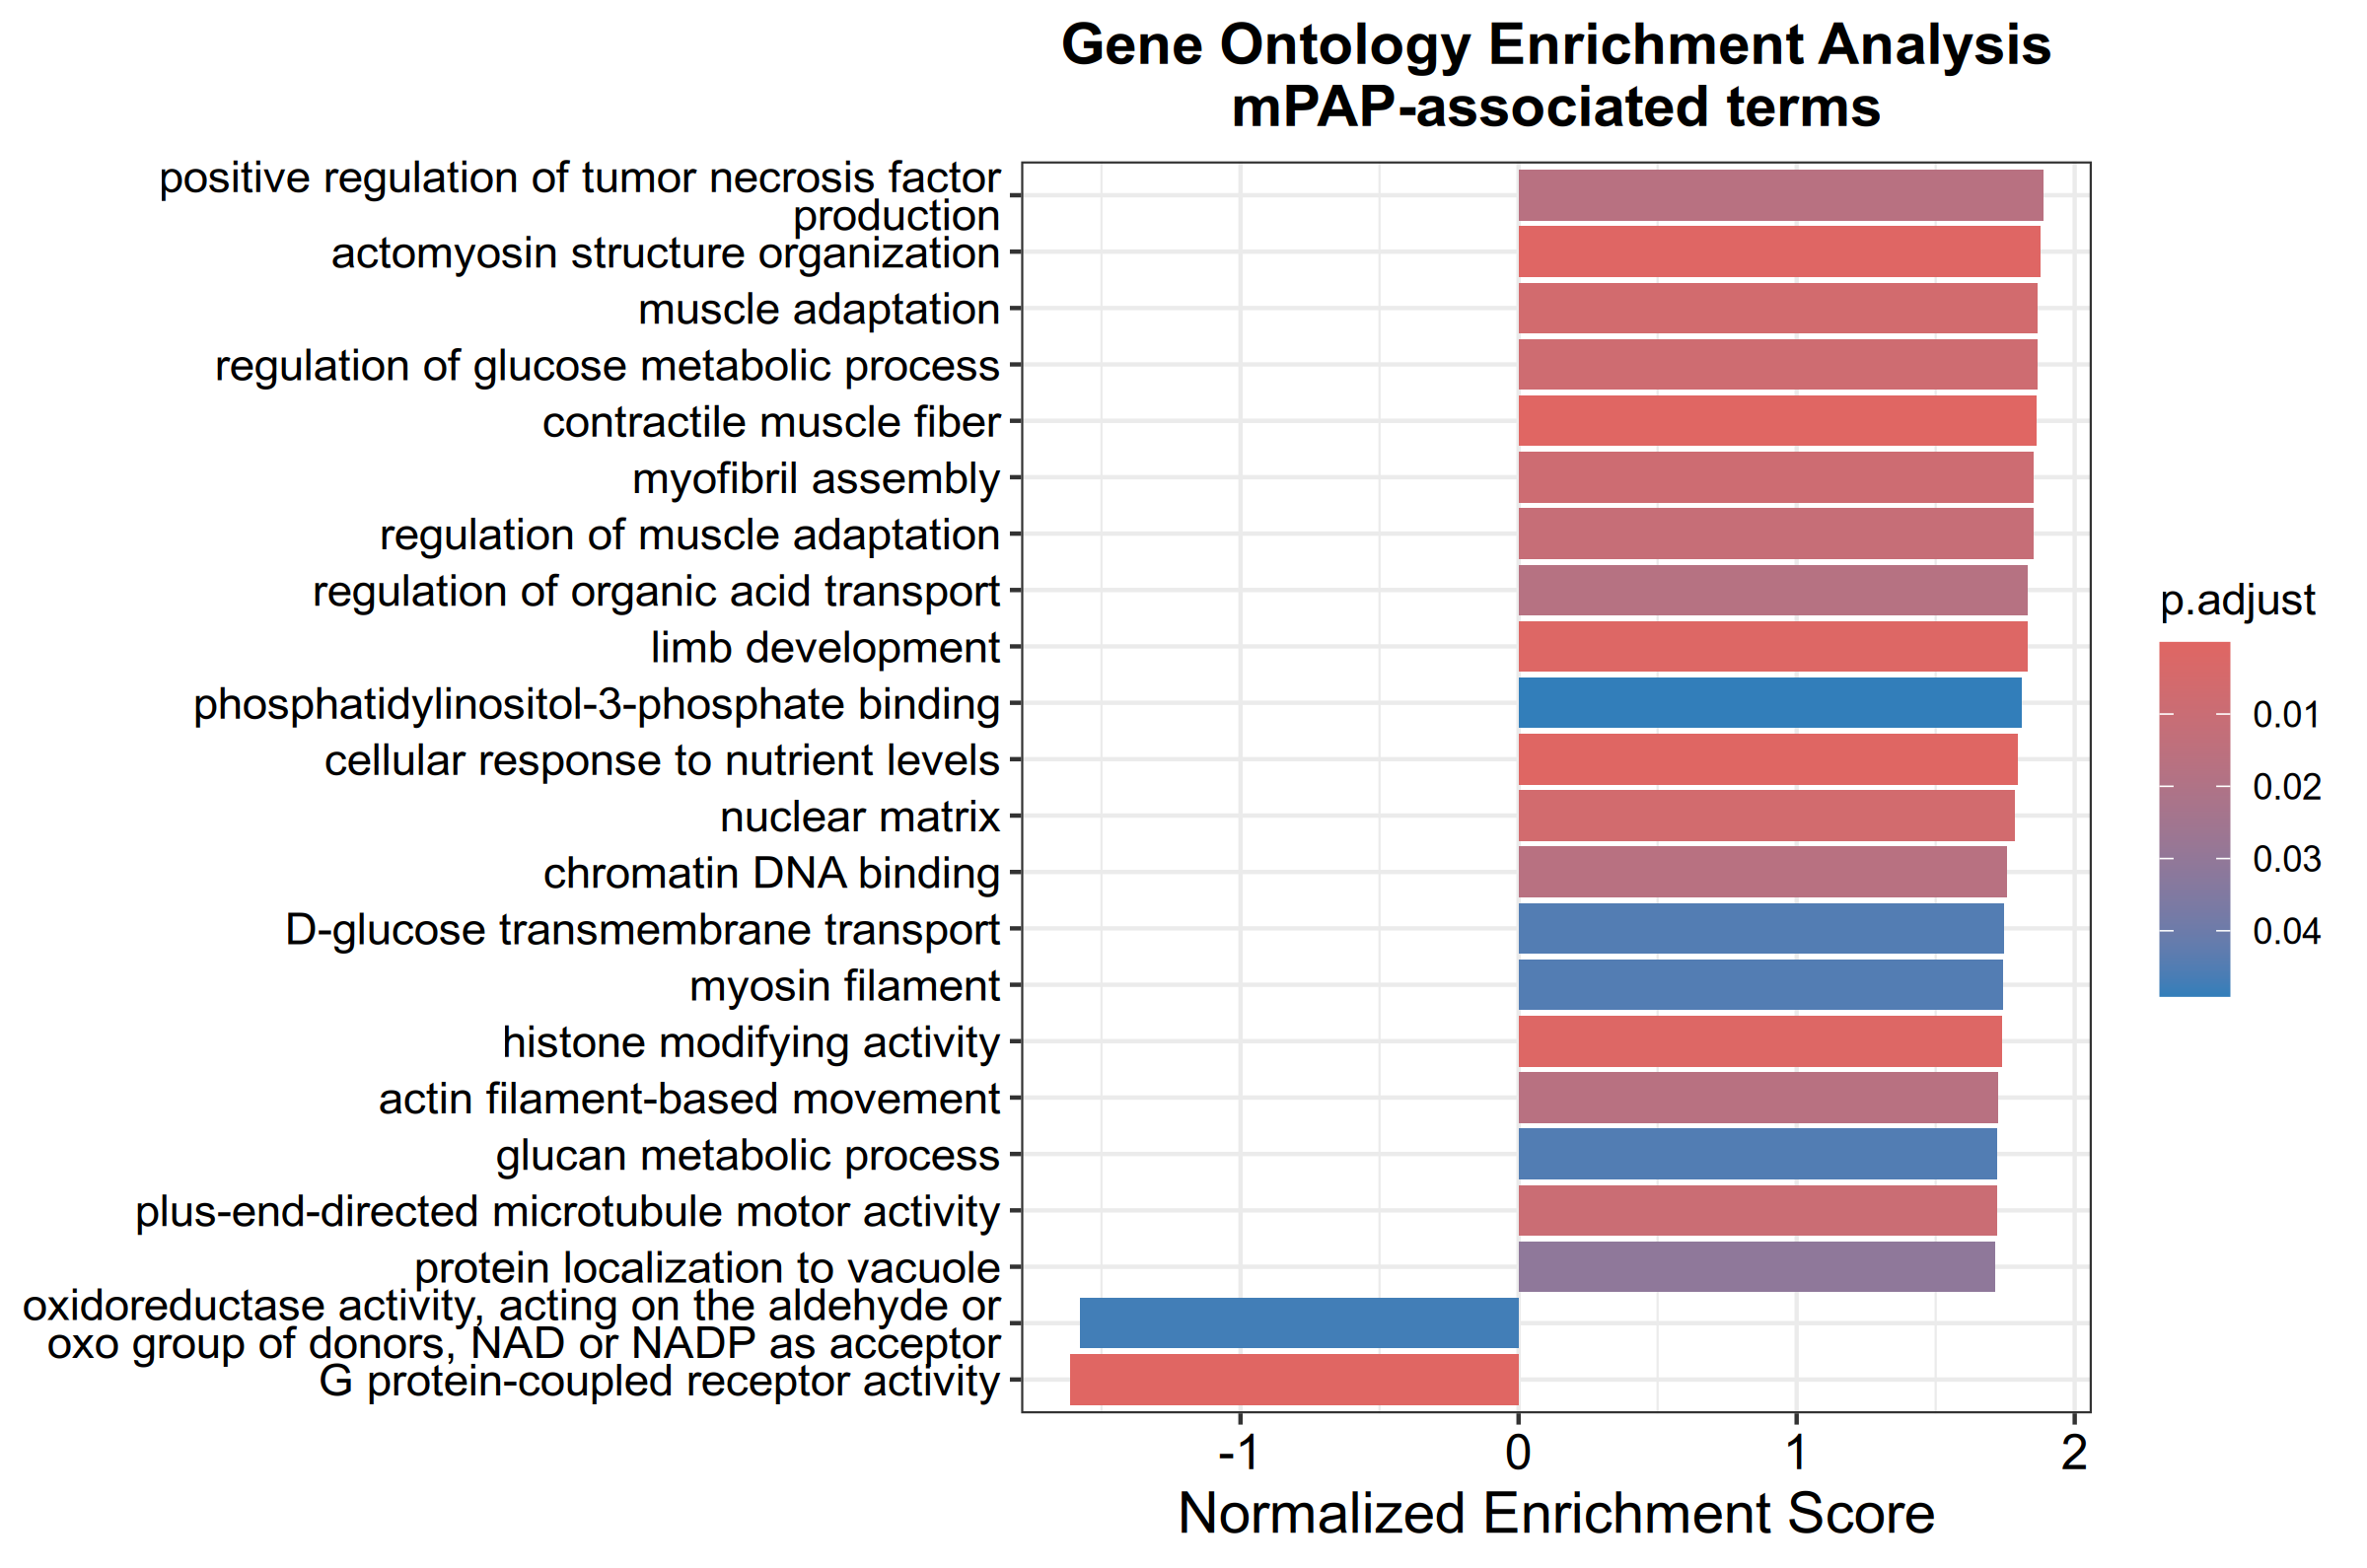 Gene Ontology Enrichment Analysis
mPAP-associated terms
positive regulation of tumor necrosis factor
production
actomyosin structure organization
muscle adaptation
regulation of glucose metabolic process
contractile muscle fiber
myofibril assembly
regulation of muscle adaptation
regulation of organic acid transport
limb development
phosphatidylinositol-3-phosphate binding
cellular response to nutrient levels
nuclear matrix
chromatin DNA binding
D-glucose transmembrane transport
myosin filament
histone modifying activity
actin filament-based movement
glucan metabolic process
plus-end-directed microtubule motor activity
protein localization to vacuole
oxidoreductase activity, acting on the aldehyde or
oxo group of donors, NAD or NADP as acceptor
G protein-coupled receptor activity
-1 0 1 2
Normalized Enrichment Score
p.adjust
0.01
0.02
0.03
0.04